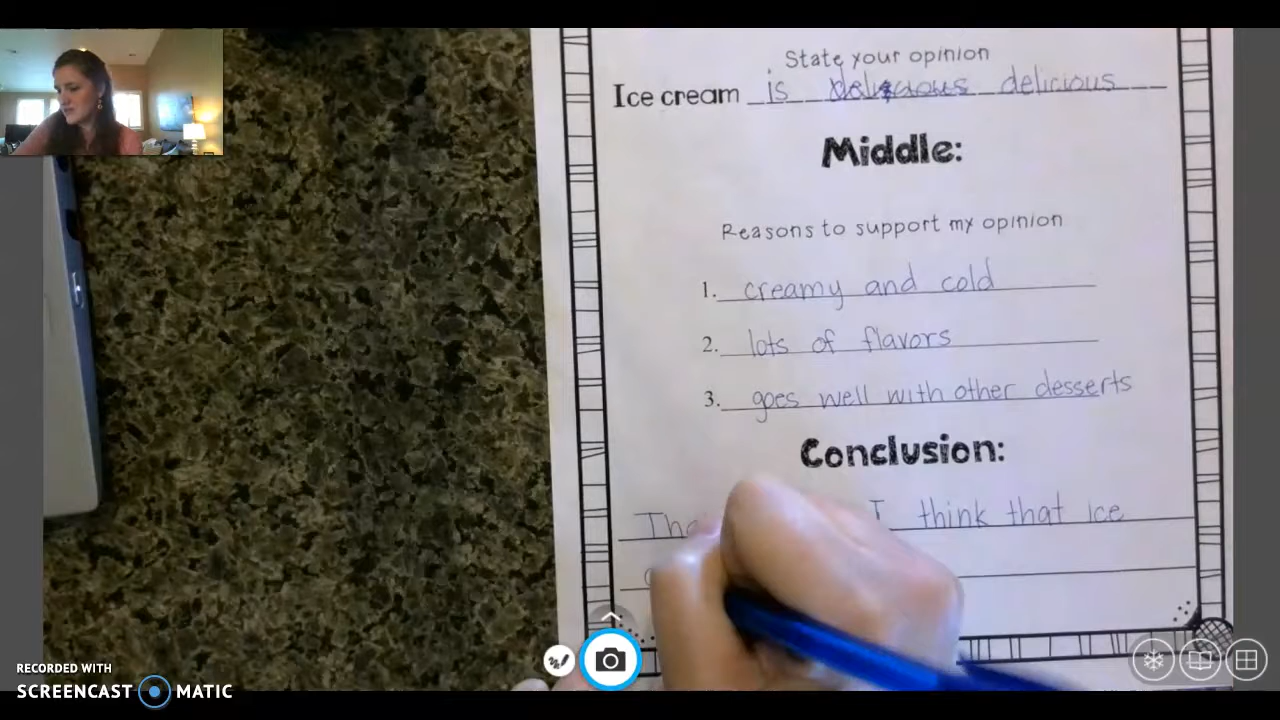 State your opinion
Ice cream is delicious delicious
Middle:
Reasons to support my opinion
1. creamy and cold
2. lots of flavors
3. goes well with other desserts
Conclusion:
I think that ice
RECORDED WITH
SCREENCAST MATIC